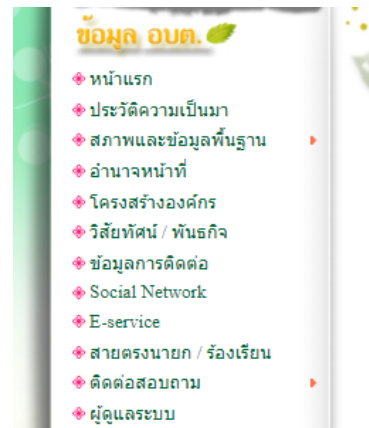 ข้อมูล อบต.
หน้าแรก
ประวัติความเป็นมา
สภาพและข้อมูลพื้นฐาน
อำนาจหน้าที่
โครงสร้างองค์กร
วิสัยทัศน์ / พันธกิจ
ข้อมูลการติดต่อ
Social Network
E-service
สายตรงนายก / ร้องเรียน
ติดต่อสอบถาม
ผู้ดูแลระบบ